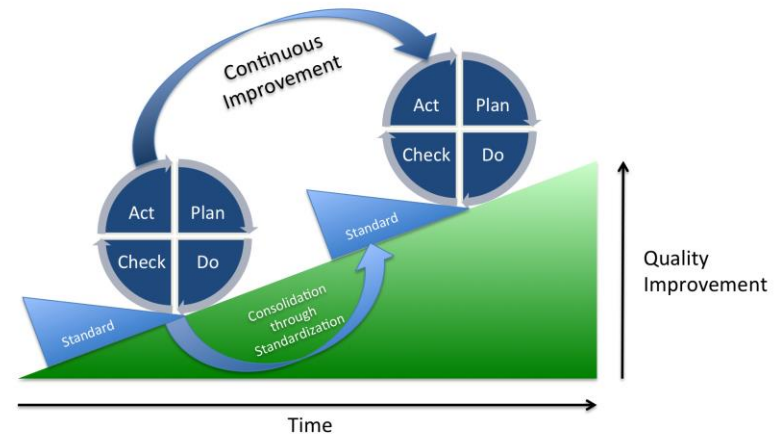 Continuous
Improvement
Act
Plan
Check
Do
Act
Plan
Check
Do
Standard
Standard
Consolidation
through
Standardization
Quality
Improvement
Time